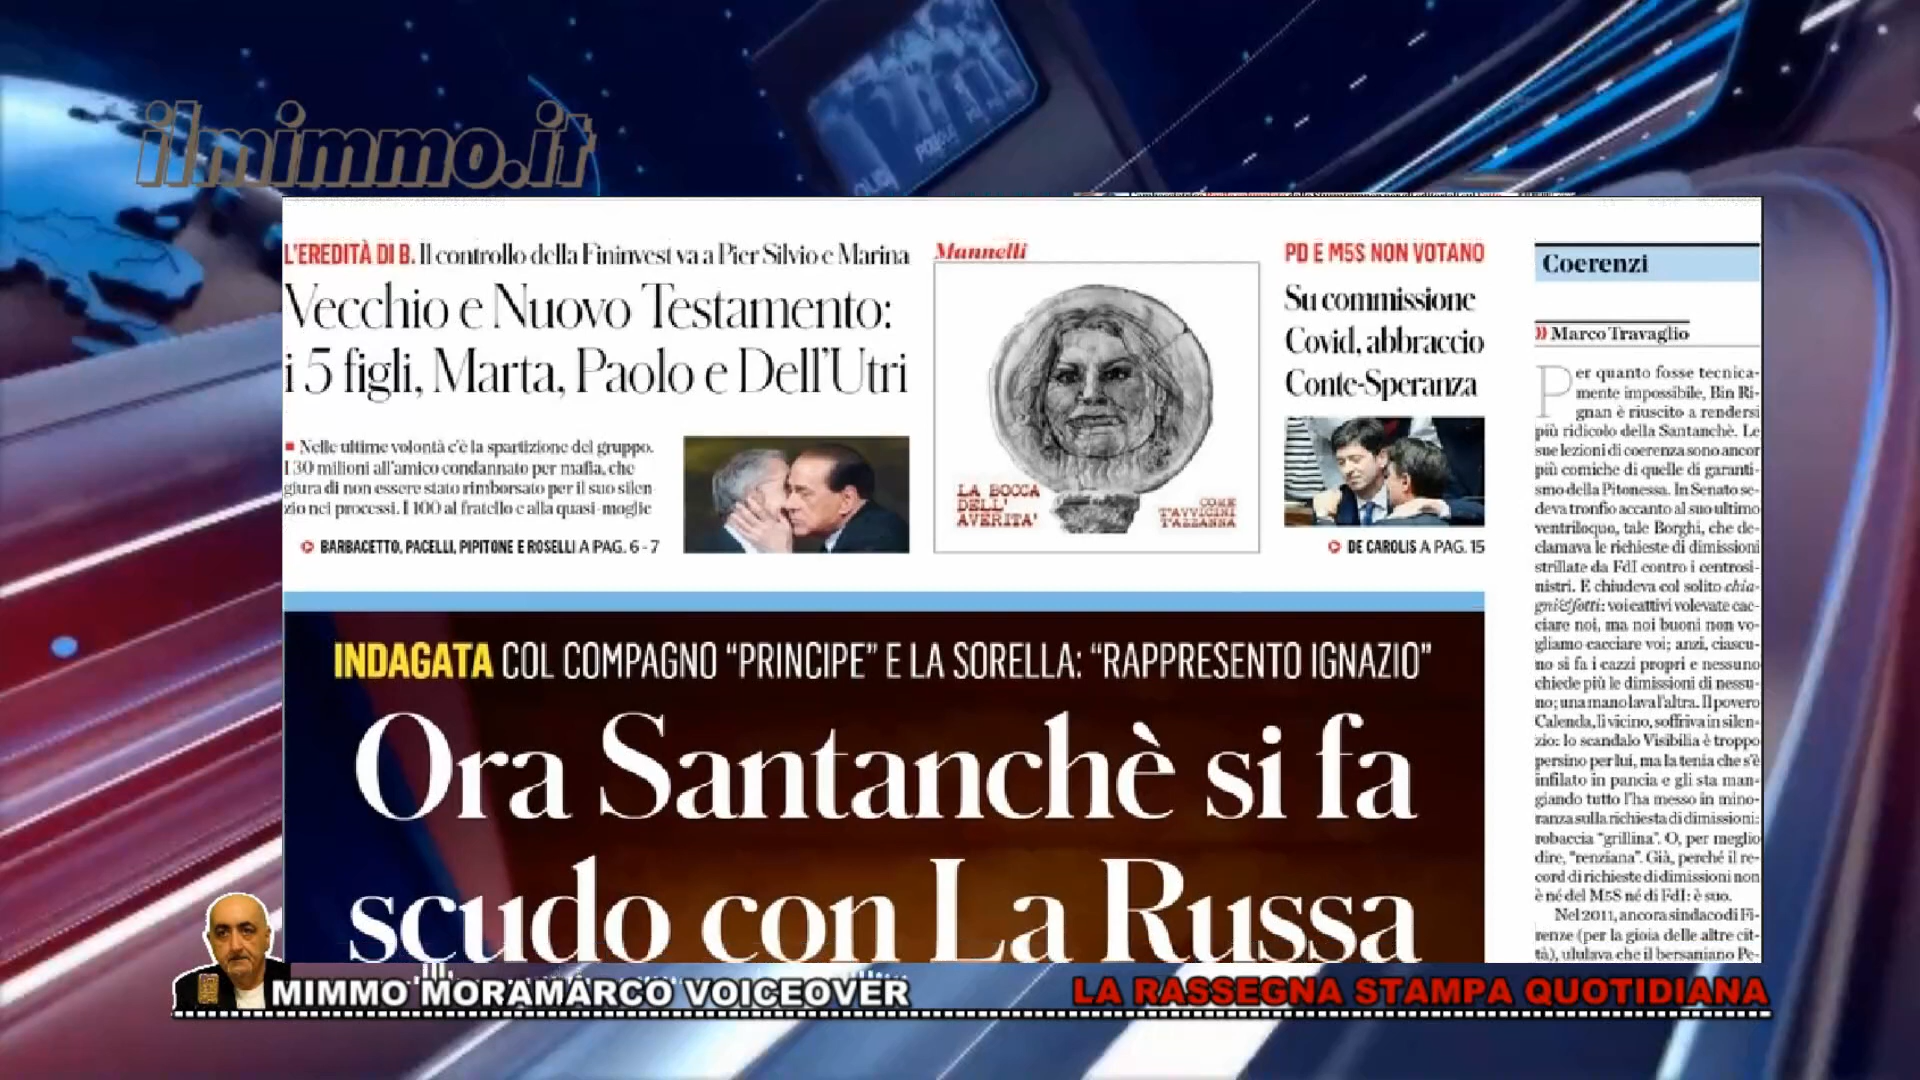 ilmimmo.it
L'EREDITÀ DI B. Il controllo della Fininvest va a Pier Silvio e Marina
Vecchio e Nuovo Testamento:
i 5 figli, Marta, Paolo e Dell'Utri
Nelle ultime volontà c'è la spartizione del gruppo.
I 30 milioni all'amico condannato per mafia, che
giura di non essere stato rimborsato per il suo silen-
zio nei processi. I 100 al fratello e alla quasi-moglie
BARBACETTO, PACELLI, PIPITONE E ROSELLI A PAG. 6 - 7
Mannelli
LA BOCCA
DELL'
AVERITA'
COME
T'AVVICINI
T'AZZANNA
PD E M5S NON VOTANO
Su commissione
Covid, abbraccio
Conte-Speranza
DE CAROLIS A PAG. 15
Coerenzi
» Marco Travaglio
Per quanto fosse tecnica-
mente impossibile, Bin Ri-
gnan è riuscito a rendersi
più ridicolo della Santanchè. Le
sue lezioni di coerenza sono ancor
più comiche di quelle di garanti-
smo della Pitonessa. In Senato se-
deva tronfio accanto al suo ultimo
ventriloquo, tale Borghi, che de-
clamava le richieste di dimissioni
strillate da FdI contro i centrosi-
nistri. E chiudeva col solito chia-
gni&fotti: voi cattivi volevate cac-
ciare noi, ma noi buoni non vo-
gliamo cacciare voi; anzi, ciascu-
no si fa i cazzi propri e nessuno
chiede più le dimissioni di nessu-
no; una mano lava l'altra. Il povero
Calenda, lì vicino, soffriva in silen-
zio: lo scandalo Visibilia è troppo
persino per lui, ma la tenia che s'è
infilato in pancia e gli sta man-
giando tutto l'ha messo in mino-
ranza sulla richiesta di dimissioni:
robaccia "grillina". O, per meglio
dire, "renziana". Già, perché il re-
cord di richieste di dimissioni non
è né del M5S né di FdI: è suo.
Nel 2011, ancora sindaco di Fi-
renze (per la gioia delle altre cit-
tà), ululava che il bersaniano Pe-
INDAGATA COL COMPAGNO "PRINCIPE" E LA SORELLA: "RAPPRESENTO IGNAZIO"
Ora Santanchè si fa
scudo con La Russa
MIMMO MORAMARCO VOICEOVER
LA RASSEGNA STAMPA QUOTIDIANA